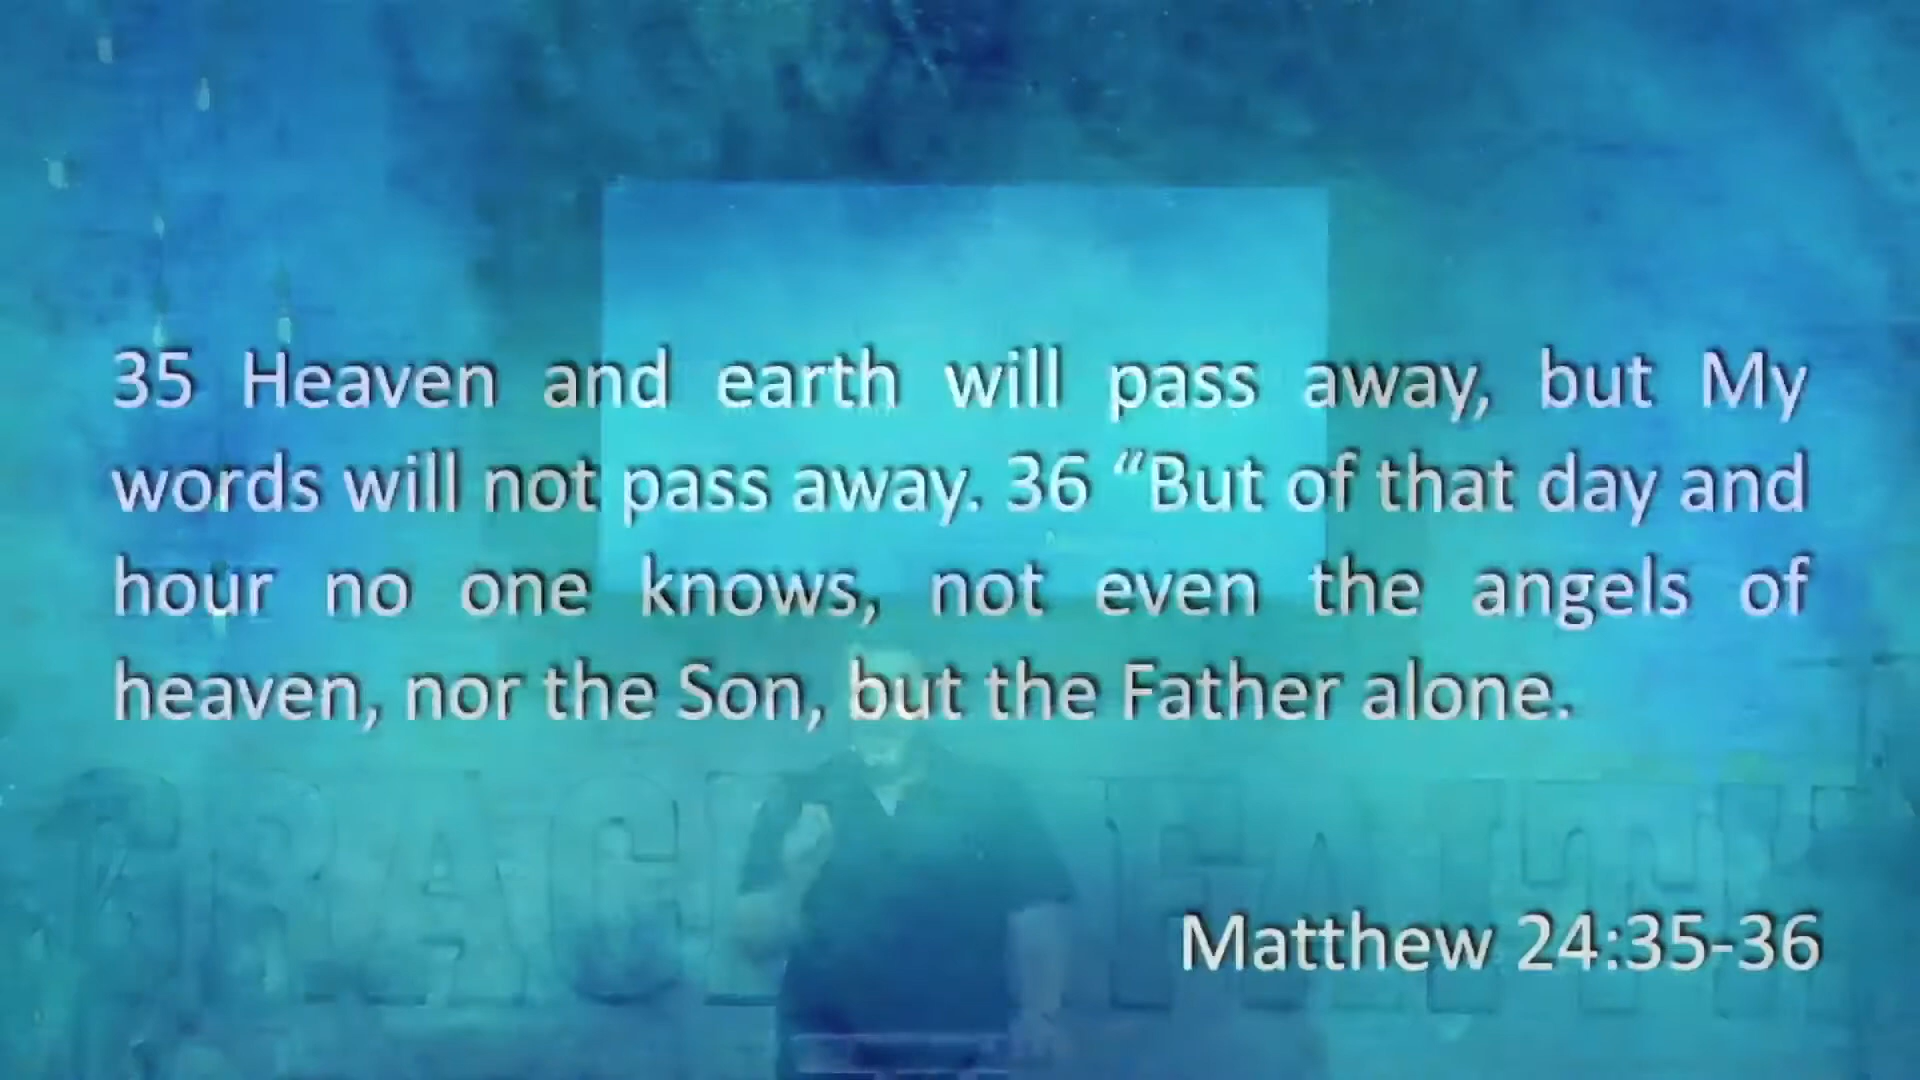 35 Heaven and earth will pass away, but My
words will not pass away. 36 “But of that day and
hour no one knows, not even the angels of
heaven, nor the Son, but the Father alone.
GRACE FAITH
Matthew 24:35-36